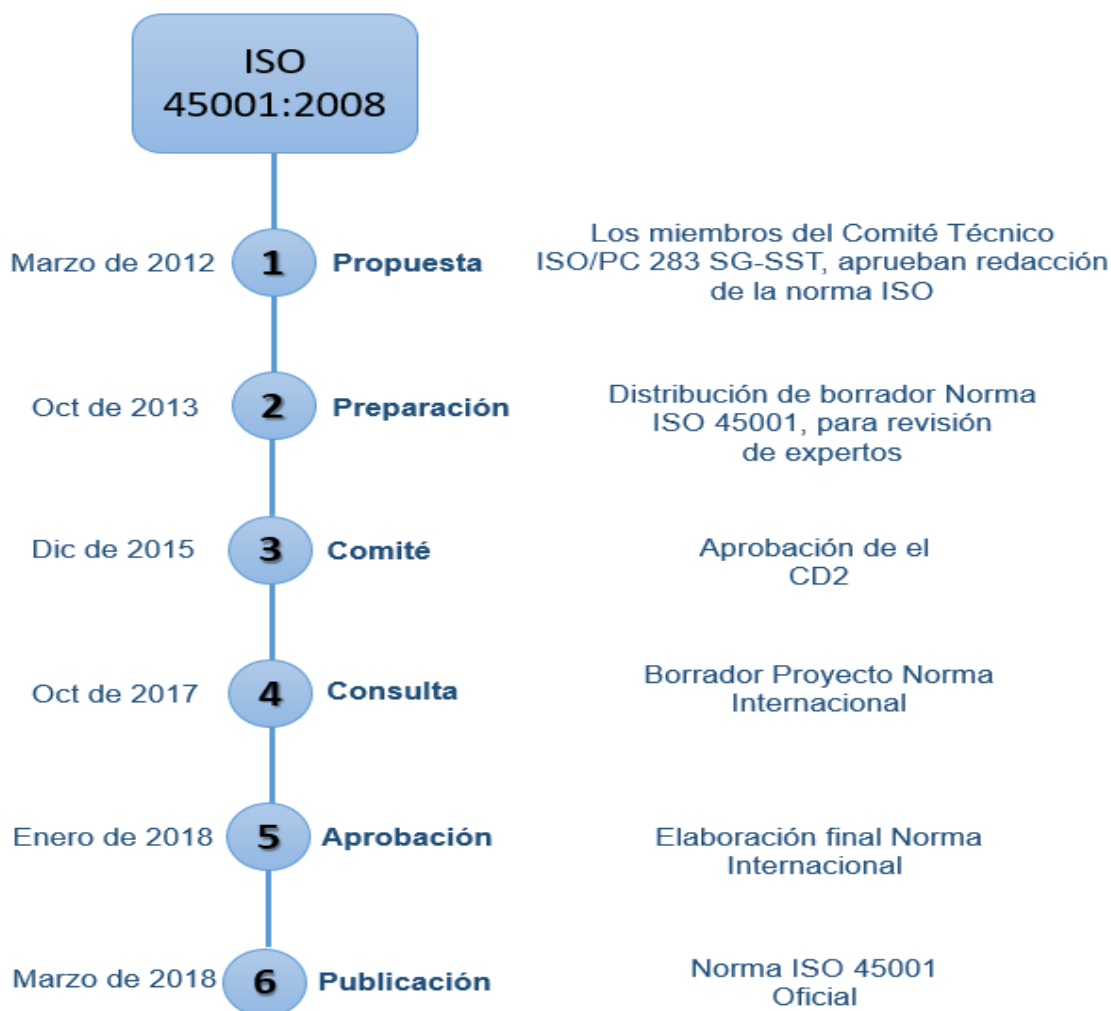 ISO
45001:2008
Marzo de 2012
1
Propuesta
Los miembros del Comité Técnico
ISO/PC 283 SG-SST, aprueban redacción
de la norma ISO
Oct de 2013
2
Preparación
Distribución de borrador Norma
ISO 45001, para revisión
de expertos
Dic de 2015
3
Comité
Aprobación de el
CD2
Oct de 2017
4
Consulta
Borrador Proyecto Norma
Internacional
Enero de 2018
5
Aprobación
Elaboración final Norma
Internacional
Marzo de 2018
6
Publicación
Norma ISO 45001
Oficial